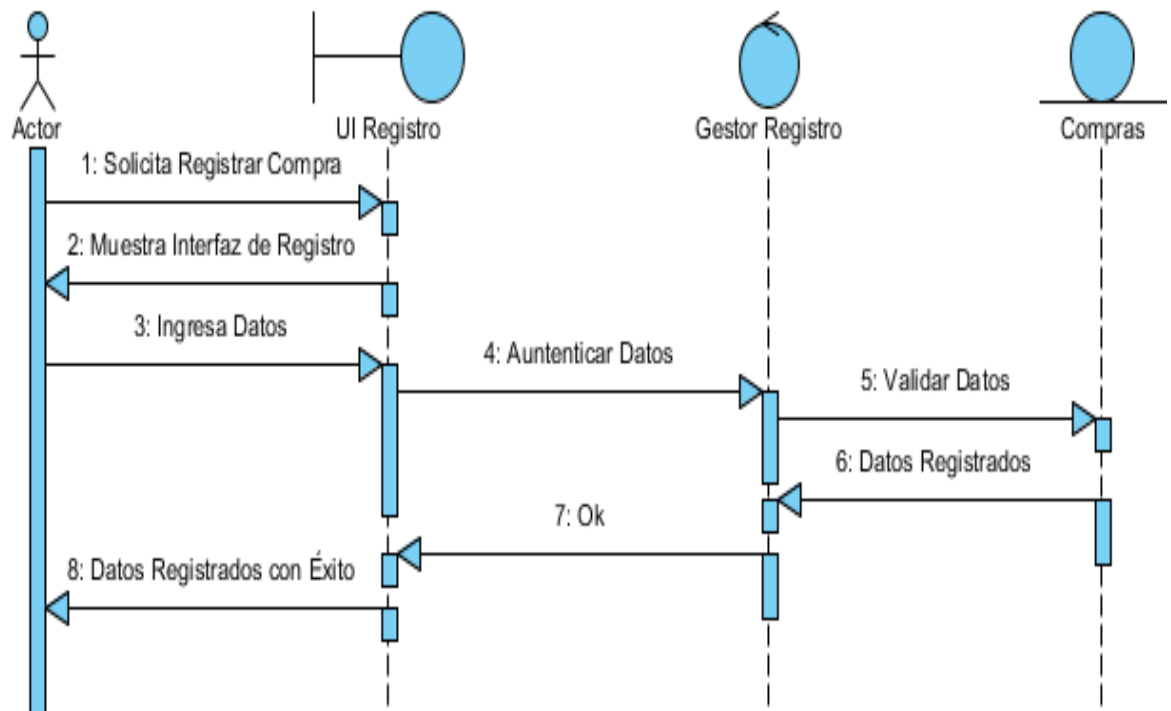 Actor
UI Registro
Gestor Registro
Compras
1: Solicita Registrar Compra
2: Muestra Interfaz de Registro
3: Ingresa Datos
4: Auntenticar Datos
5: Validar Datos
6: Datos Registrados
7: Ok
8: Datos Registrados con Éxito